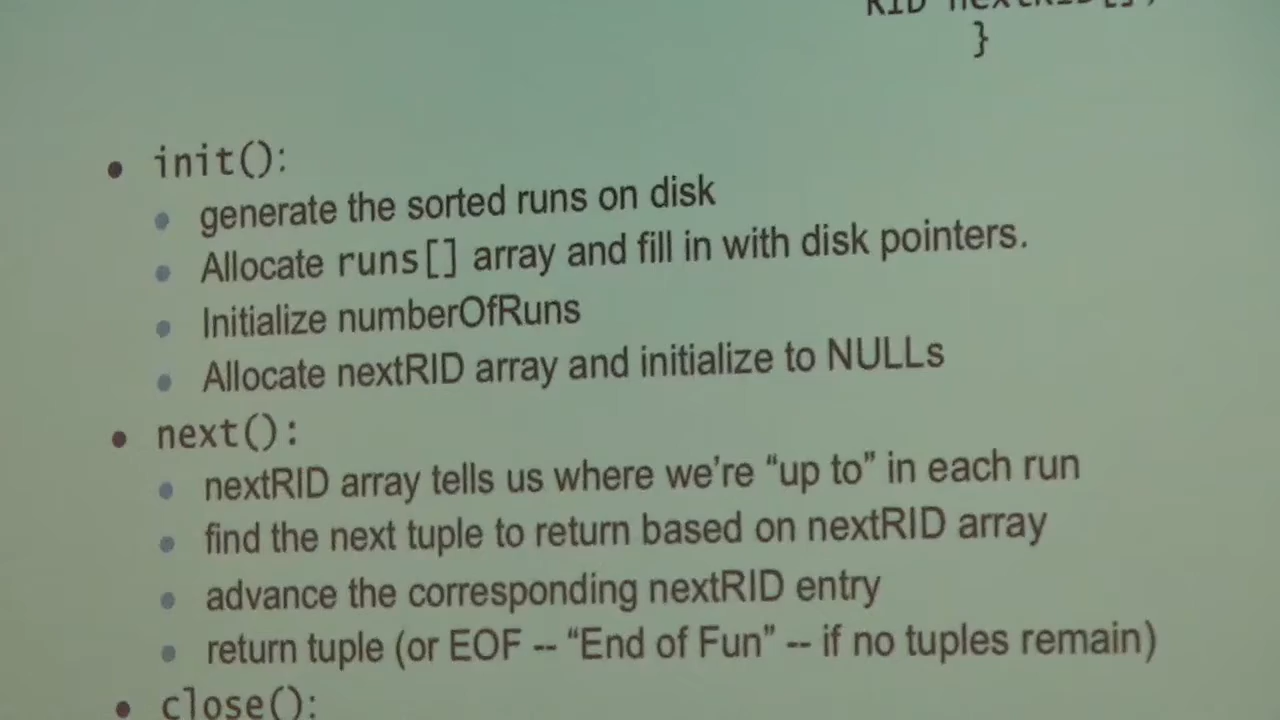 RID nextRID[];
}
• init():
• generate the sorted runs on disk
• Allocate runs[] array and fill in with disk pointers.
• Initialize numberOfRuns
• Allocate nextRID array and initialize to NULLs
• next():
• nextRID array tells us where we’re “up to” in each run
• find the next tuple to return based on nextRID array
• advance the corresponding nextRID entry
• return tuple (or EOF -- “End of Fun” -- if no tuples remain)
• close():